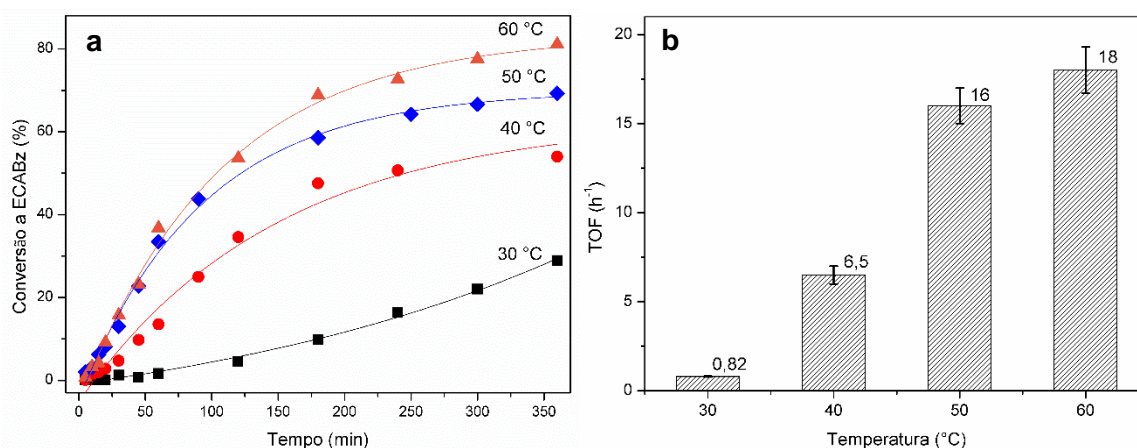 a
60 °C
50 °C
40 °C
30 °C
Conversão a ECABz (%)
80
60
40
20
0
0 50 100 150 200 250 300 350
Tempo (min)
b
TOF (h⁻¹)
20
15
10
5
0
0,82
6,5
16
18
30 40 50 60
Temperatura (°C)